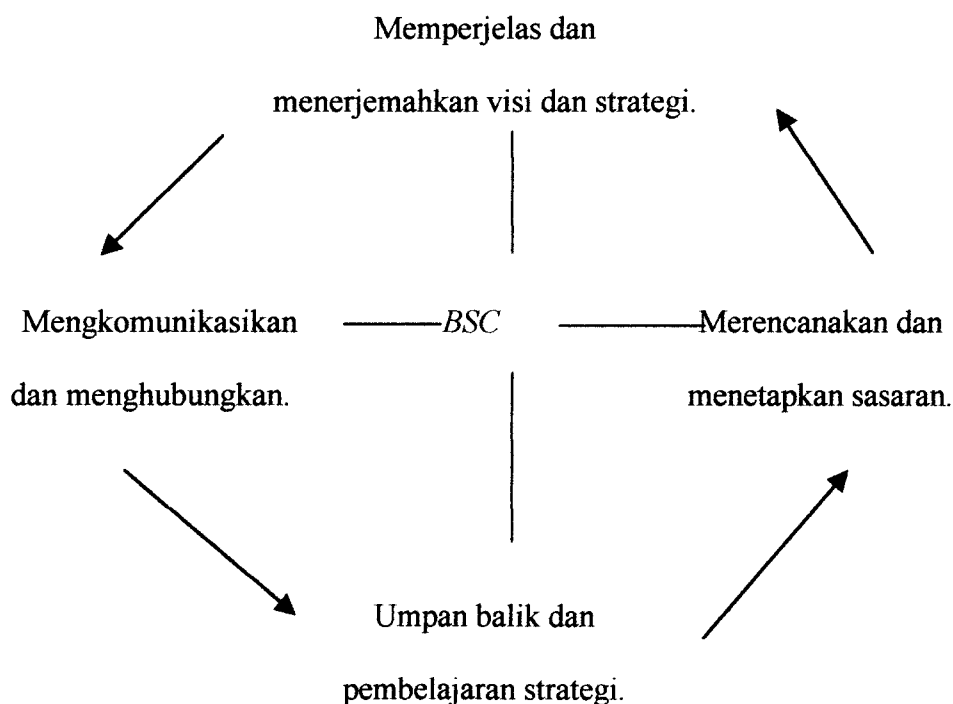 Memperjelas dan
menerjemahkan visi dan strategi.
Mengkomunikasikan
dan menghubungkan.
BSC
Merencanakan dan
menetapkan sasaran.
Umpan balik dan
pembelajaran strategi.